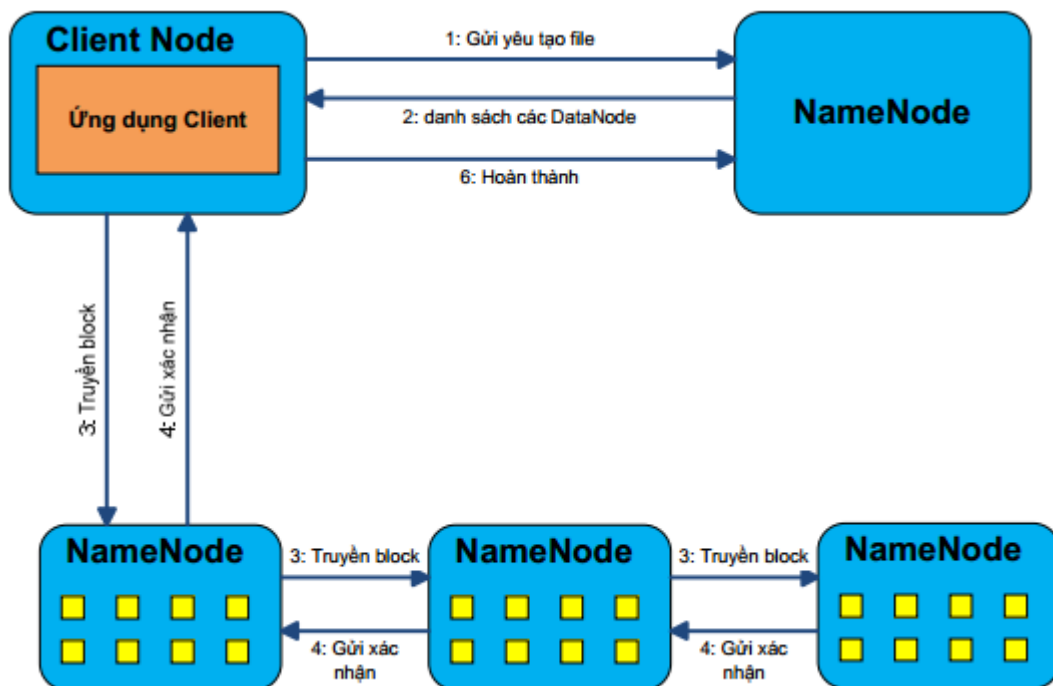 Client Node
Ứng dụng Client
1: Gửi yêu tạo file
2: danh sách các DataNode
6: Hoàn thành
NameNode
3: Truyền block
4: Gửi xác nhận
NameNode
3: Truyền block
4: Gửi xác
nhận
NameNode
3: Truyền block
4: Gửi xác
nhận
NameNode